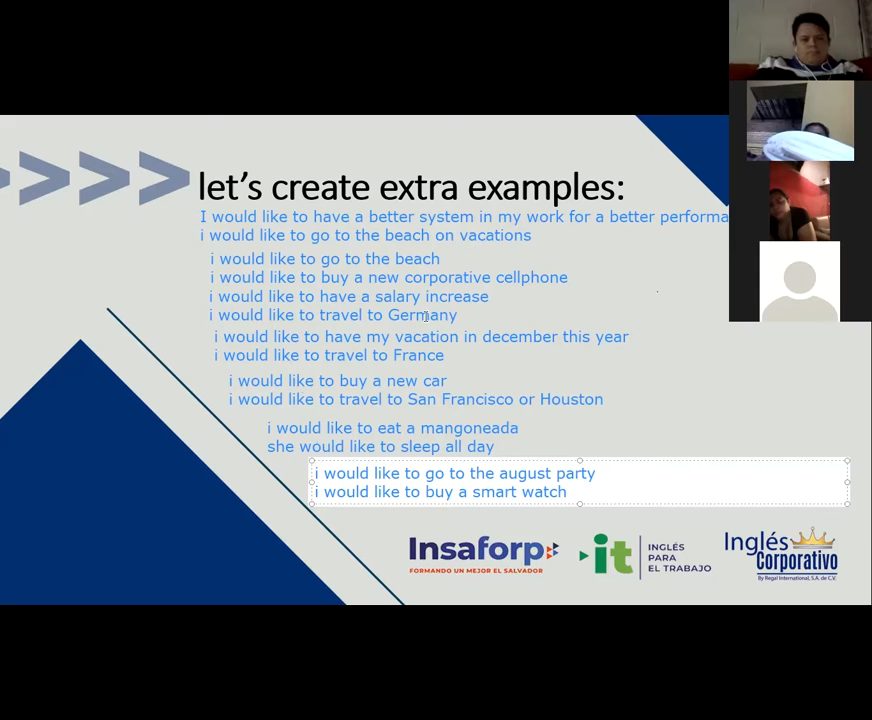 let's create extra examples:
I would like to have a better system in my work for a better performa
i would like to go to the beach on vacations
i would like to go to the beach
i would like to buy a new corporative cellphone
i would like to have a salary increase
i would like to travel to Germany
i would like to have my vacation in december this year
i would like to travel to France
i would like to buy a new car
i would like to travel to San Francisco or Houston
i would like to eat a mangoneada
she would like to sleep all day
i would like to go to the august party
i would like to buy a smart watch
Insaforp
FORMANDO UN MEJOR EL SALVADOR
it
INGLÉS
PARA
EL TRABAJO
Inglés
Corporativo
By Regal International, S.A. de C.V.